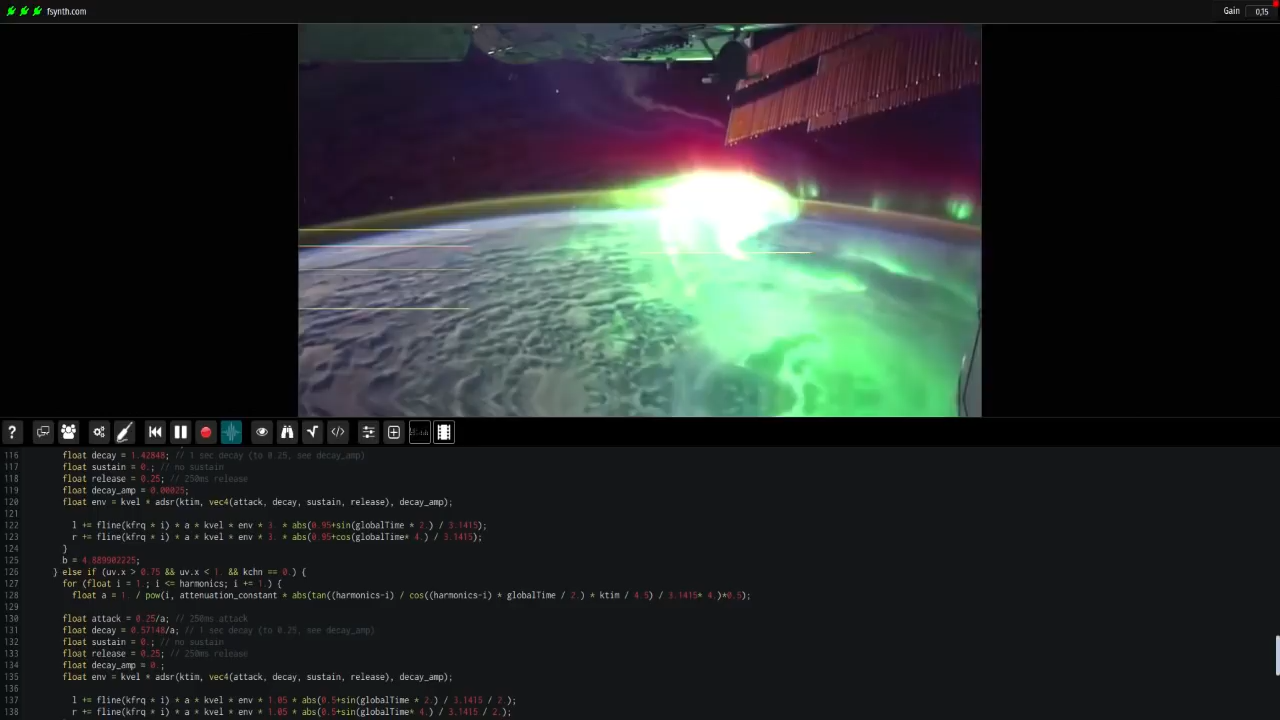 fsynth.com
Gain 0,15
?
116 float decay = 1.42848; // 1 sec decay (to 0.25, see decay_amp)
117 float sustain = 0.; // no sustain
118 float release = 0.25; // 250ms release
119 float decay_amp = 0.00025;
120 float env = kvel * adsr(ktim, vec4(attack, decay, sustain, release), decay_amp);
121
122 l += fline(kfrq * i) * a * kvel * env * 3. * abs(0.95+sin(globalTime * 2.) / 3.1415);
123 r += fline(kfrq * i) * a * kvel * env * 3. * abs(0.95+cos(globalTime* 4.) / 3.1415);
124 }
125 b = 4.889902225;
126 } else if (uv.x > 0.75 && uv.x < 1. && kchn == 0.) {
127 for (float i = 1.; i <= harmonics; i += 1.) {
128 float a = 1. / pow(i, attenuation_constant * abs(tan((harmonics-i) / cos((harmonics-i) * globalTime / 2.) * ktim / 4.5) / 3.1415* 4.)*0.5);
129
130 float attack = 0.25/a; // 250ms attack
131 float decay = 0.57148/a; // 1 sec decay (to 0.25, see decay_amp)
132 float sustain = 0.; // no sustain
133 float release = 0.25; // 250ms release
134 float decay_amp = 0.;
135 float env = kvel * adsr(ktim, vec4(attack, decay, sustain, release), decay_amp);
136
137 l += fline(kfrq * i) * a * kvel * env * 1.05 * abs(0.5+sin(globalTime * 2.) / 3.1415 / 2.);
138 r += fline(kfrq * i) * a * kvel * env * 1.05 * abs(0.5+sin(globalTime* 4.) / 3.1415 / 2.);